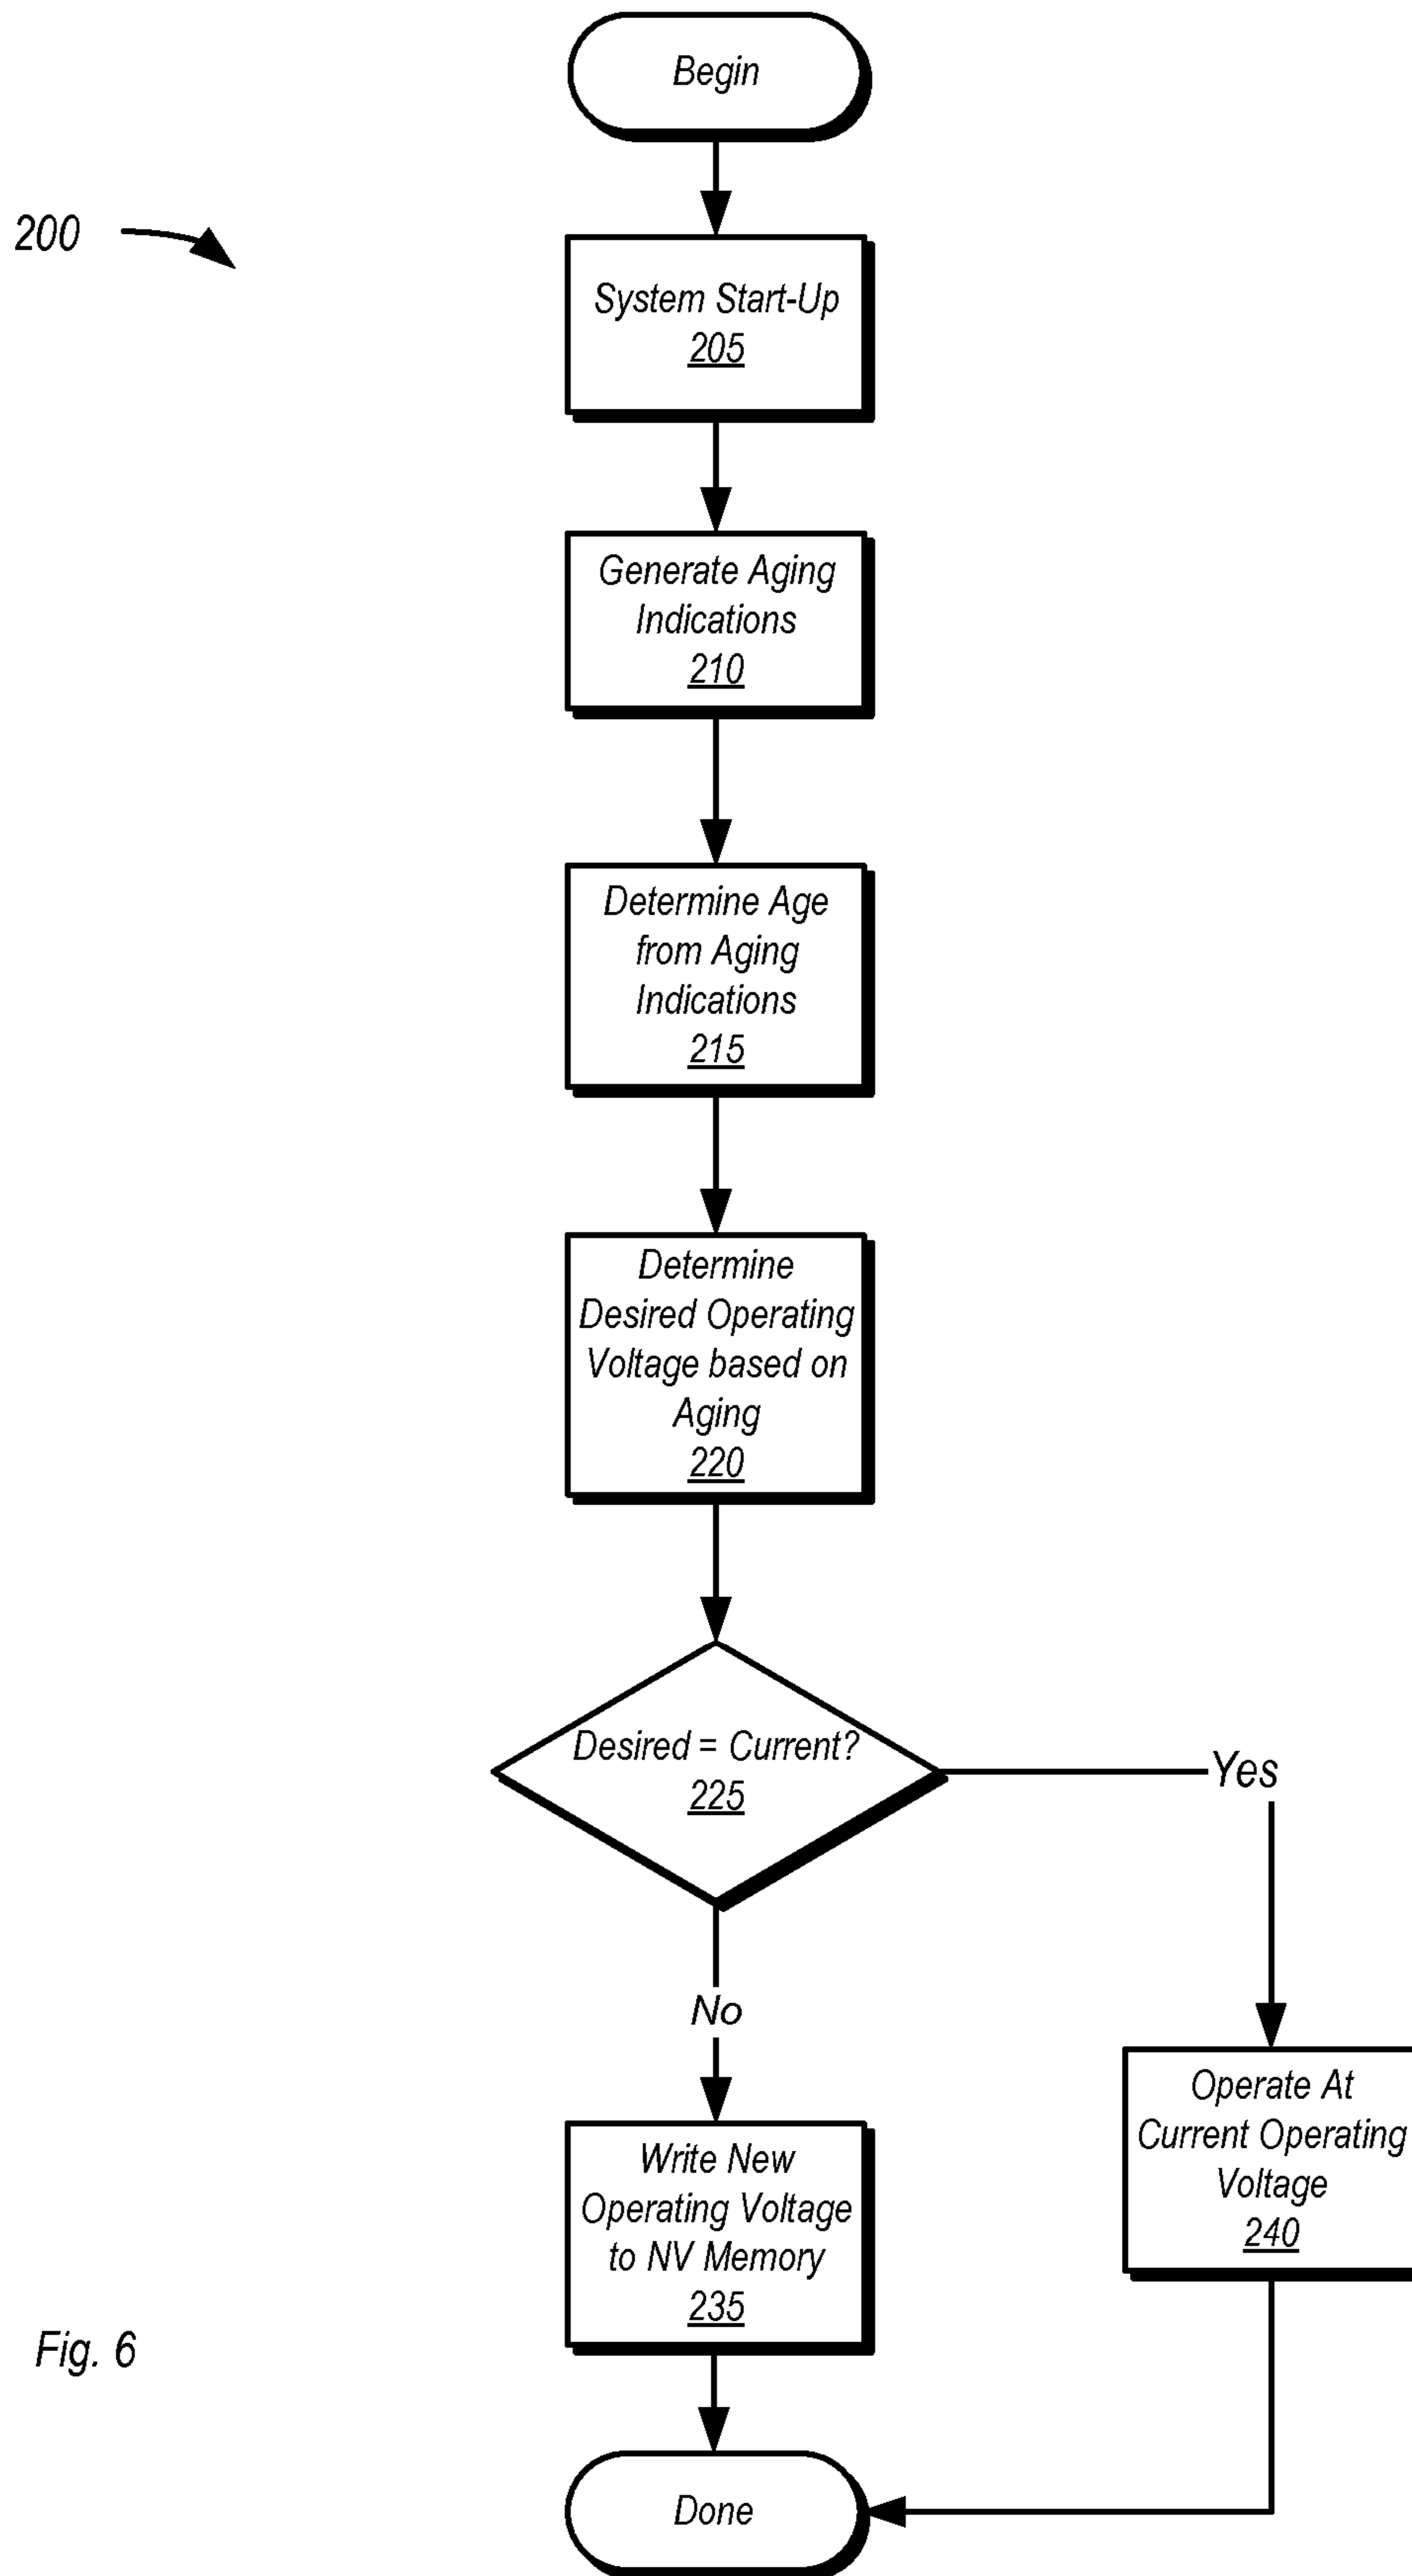 Begin
200
System Start-Up
205
Generate Aging
Indications
210
Determine Age
from Aging
Indications
215
Determine
Desired Operating
Voltage based on
Aging
220
Desired = Current?
225
Yes
No
Operate At
Current Operating
Voltage
240
Write New
Operating Voltage
to NV Memory
235
Fig. 6
Done